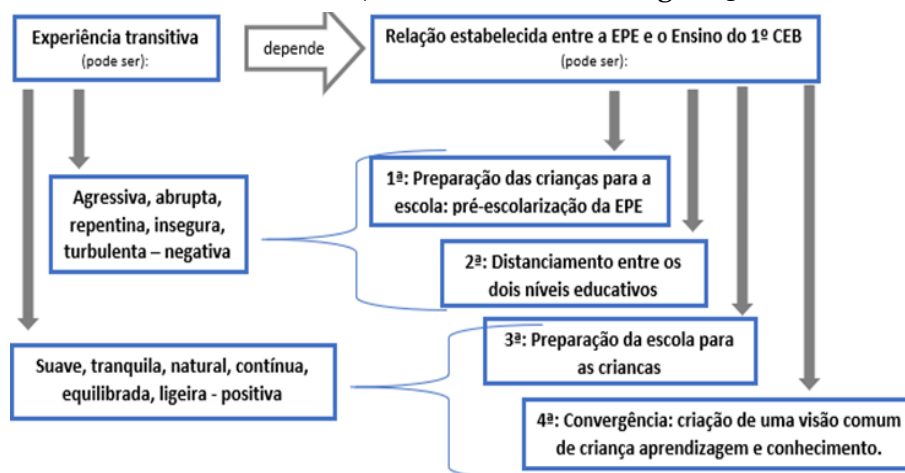 Experiência transitiva
(pode ser):
depende
Relação estabelecida entre a EPE e o Ensino do 1º CEB
(pode ser):
Agressiva, abrupta,
repentina, insegura,
turbulenta – negativa
1ª: Preparação das crianças para a
escola: pré-escolarização da EPE
2ª: Distanciamento entre os
dois níveis educativos
Suave, tranquila, natural, contínua,
equilibrada, ligeira - positiva
3ª: Preparação da escola para
as criancas
4ª: Convergência: criação de uma visão comum
de criança aprendizagem e conhecimento.